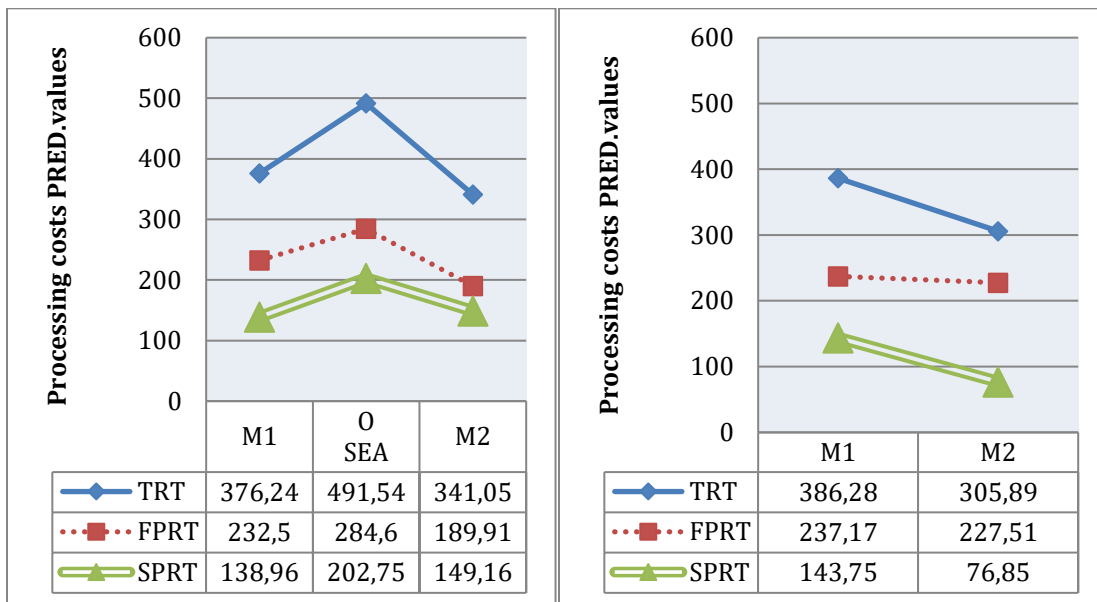 Processing costs PRED.values
600
500
400
300
200
100
0
M1 O SEA M2
TRT 376,24 491,54 341,05
FPRT 232,5 284,6 189,91
SPRT 138,96 202,75 149,16
Processing costs PRED.values
600
500
400
300
200
100
0
M1 M2
TRT 386,28 305,89
FPRT 237,17 227,51
SPRT 143,75 76,85